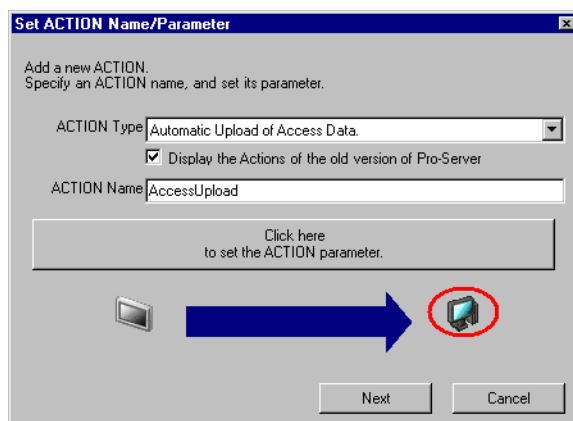 Set ACTION Name/Parameter
Add a new ACTION.
Specify an ACTION name, and set its parameter.
ACTION Type Automatic Upload of Access Data.
Display the Actions of the old version of Pro-Server
ACTION Name AccessUpload
Click here
to set the ACTION parameter.
Next Cancel